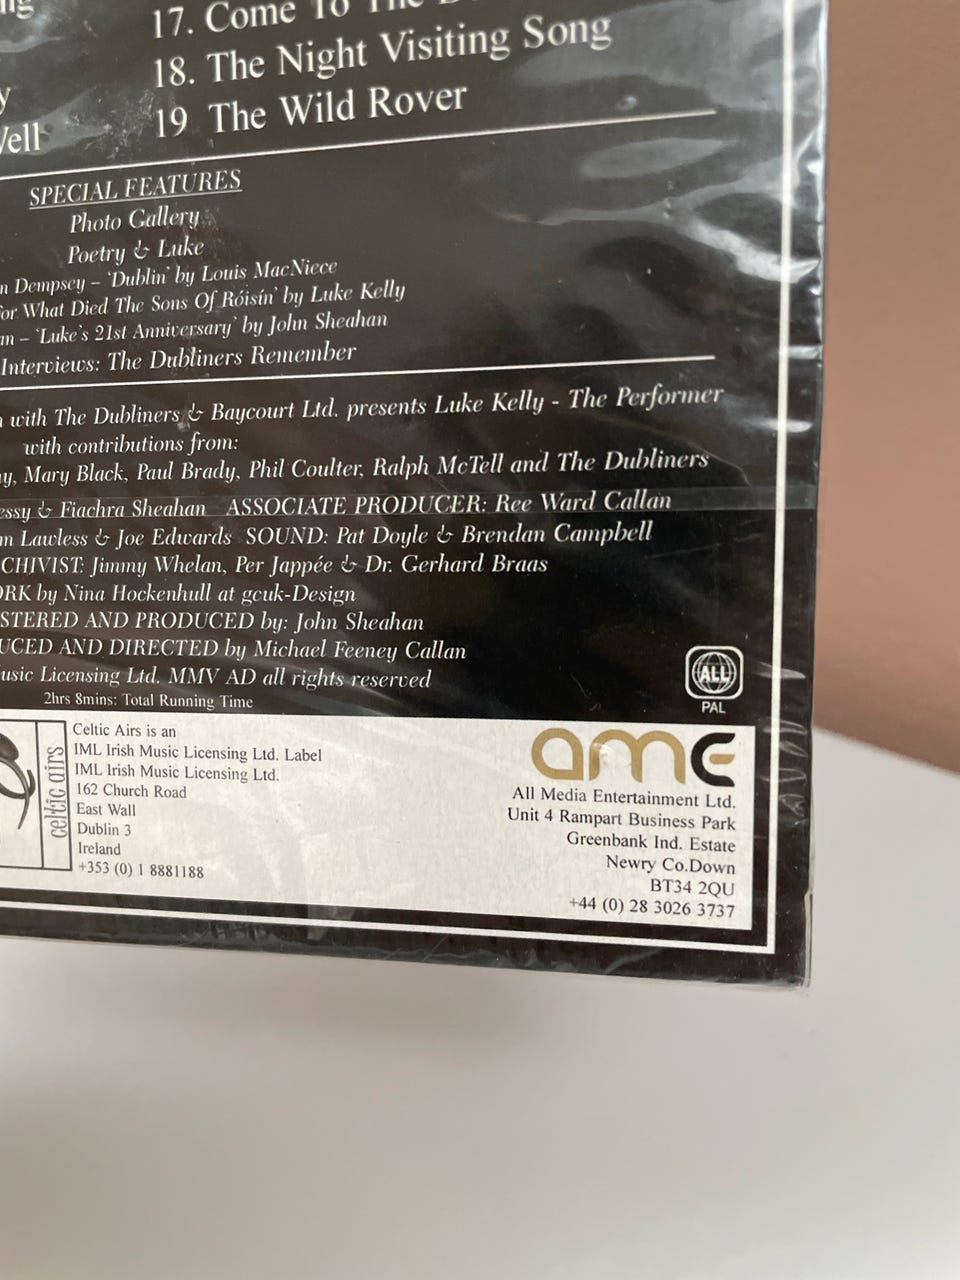 17. Come To The
18. The Night Visiting Song
19 The Wild Rover
SPECIAL FEATURES
Photo Gallery
Poetry & Luke
Dempsey – 'Dublin' by Louis MacNiece
For What Died The Sons Of Róisín' by Luke Kelly
– 'Luke's 21st Anniversary' by John Sheahan
Interviews: The Dubliners Remember
with The Dubliners & Baycourt Ltd. presents Luke Kelly - The Performer
with contributions from:
Mary Black, Paul Brady, Phil Coulter, Ralph McTell and The Dubliners
& Fiachra Sheahan ASSOCIATE PRODUCER: Ree Ward Callan
Lawless & Joe Edwards SOUND: Pat Doyle & Brendan Campbell
CHIVIST: Jimmy Whelan, Per Jappée & Dr. Gerhard Braas
ORK by Nina Hockenhull at gcuk-Design
STERED AND PRODUCED by: John Sheahan
UCED AND DIRECTED by Michael Feeney Callan
usic Licensing Ltd. MMV AD all rights reserved
2hrs 8mins: Total Running Time
ALL
PAL
celtic airs
Celtic Airs is an
IML Irish Music Licensing Ltd. Label
IML Irish Music Licensing Ltd.
162 Church Road
East Wall
Dublin 3
Ireland
+353 (0) 1 8881188
ame
All Media Entertainment Ltd.
Unit 4 Rampart Business Park
Greenbank Ind. Estate
Newry Co.Down
BT34 2QU
+44 (0) 28 3026 3737